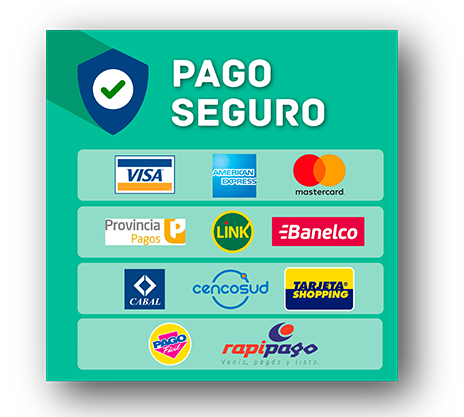 PAGO
SEGURO
VISA
AMERICAN
EXPRESS
mastercard
Provincia
Pagos
LINK
Banelco
CABAL
cencosud
TARJETA
SHOPPING
PAGO
fácil
rapipago
Venís, pagás y listo.